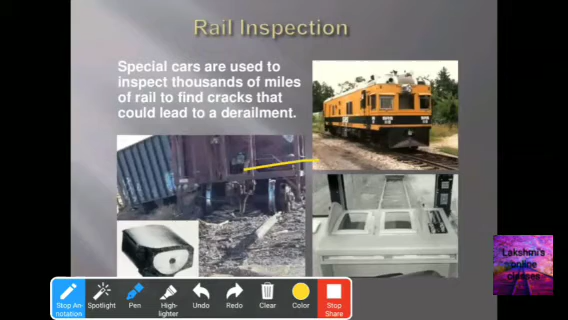 Rail Inspection
Special cars are used to
inspect thousands of miles
of rail to find cracks that
could lead to a derailment.
Lakshmi's
online
classes
Stop An-
notation
Spotlight
Pen
High-
lighter
Undo
Redo
Clear
Color
Stop
Share